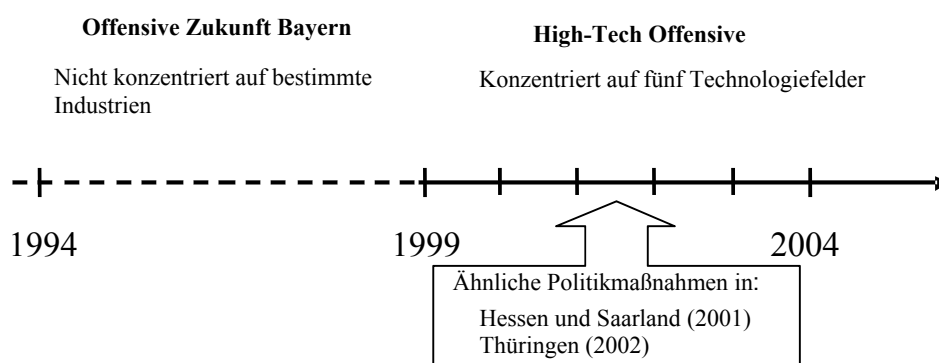 Offensive Zukunft Bayern
Nicht konzentriert auf bestimmte
Industrien
High-Tech Offensive
Konzentriert auf fünf Technologiefelder
1994
1999
2004
Ähnliche Politikmaßnahmen in:
Hessen und Saarland (2001)
Thüringen (2002)